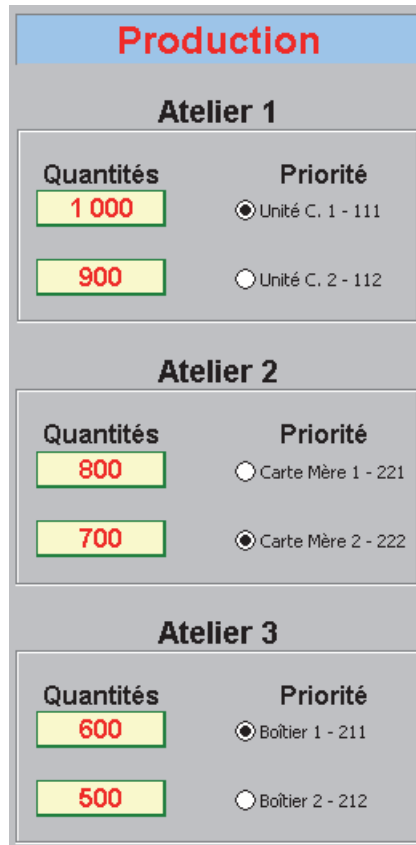 Production
Atelier 1
Quantités Priorité
1 000 Unité C. 1 - 111
900 Unité C. 2 - 112
Atelier 2
Quantités Priorité
800 Carte Mère 1 - 221
700 Carte Mère 2 - 222
Atelier 3
Quantités Priorité
600 Boîtier 1 - 211
500 Boîtier 2 - 212